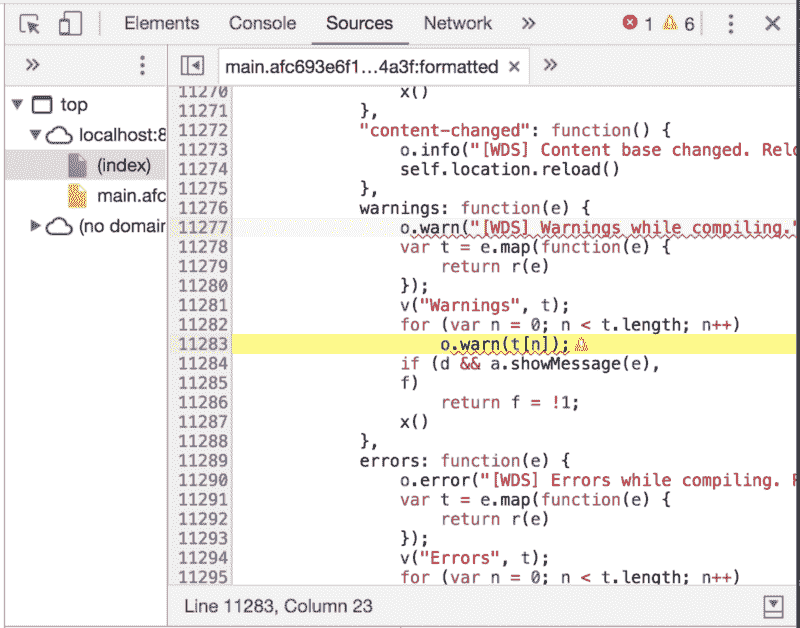 Elements Console Sources Network » 1 6
» main.afc693e6f1…4a3f:formatted × »
top
localhost:8
(index)
main.afc
(no domain
11270 x()
11271 },
11272 "content-changed": function() {
11273 o.info("[WDS] Content base changed. Relo
11274 self.location.reload()
11275 },
11276 warnings: function(e) {
11277 o.warn("[WDS] Warnings while compiling."
11278 var t = e.map(function(e) {
11279 return r(e)
11280 });
11281 v("Warnings", t);
11282 for (var n = 0; n < t.length; n++)
11283 o.warn(t[n]);
11284 if (d && a.showMessage(e),
11285 f)
11286 return f = !1;
11287 x()
11288 },
11289 errors: function(e) {
11290 o.error("[WDS] Errors while compiling. R
11291 var t = e.map(function(e) {
11292 return r(e)
11293 });
11294 v("Errors", t);
11295 for (var n = 0; n < t.length; n++)
Line 11283, Column 23